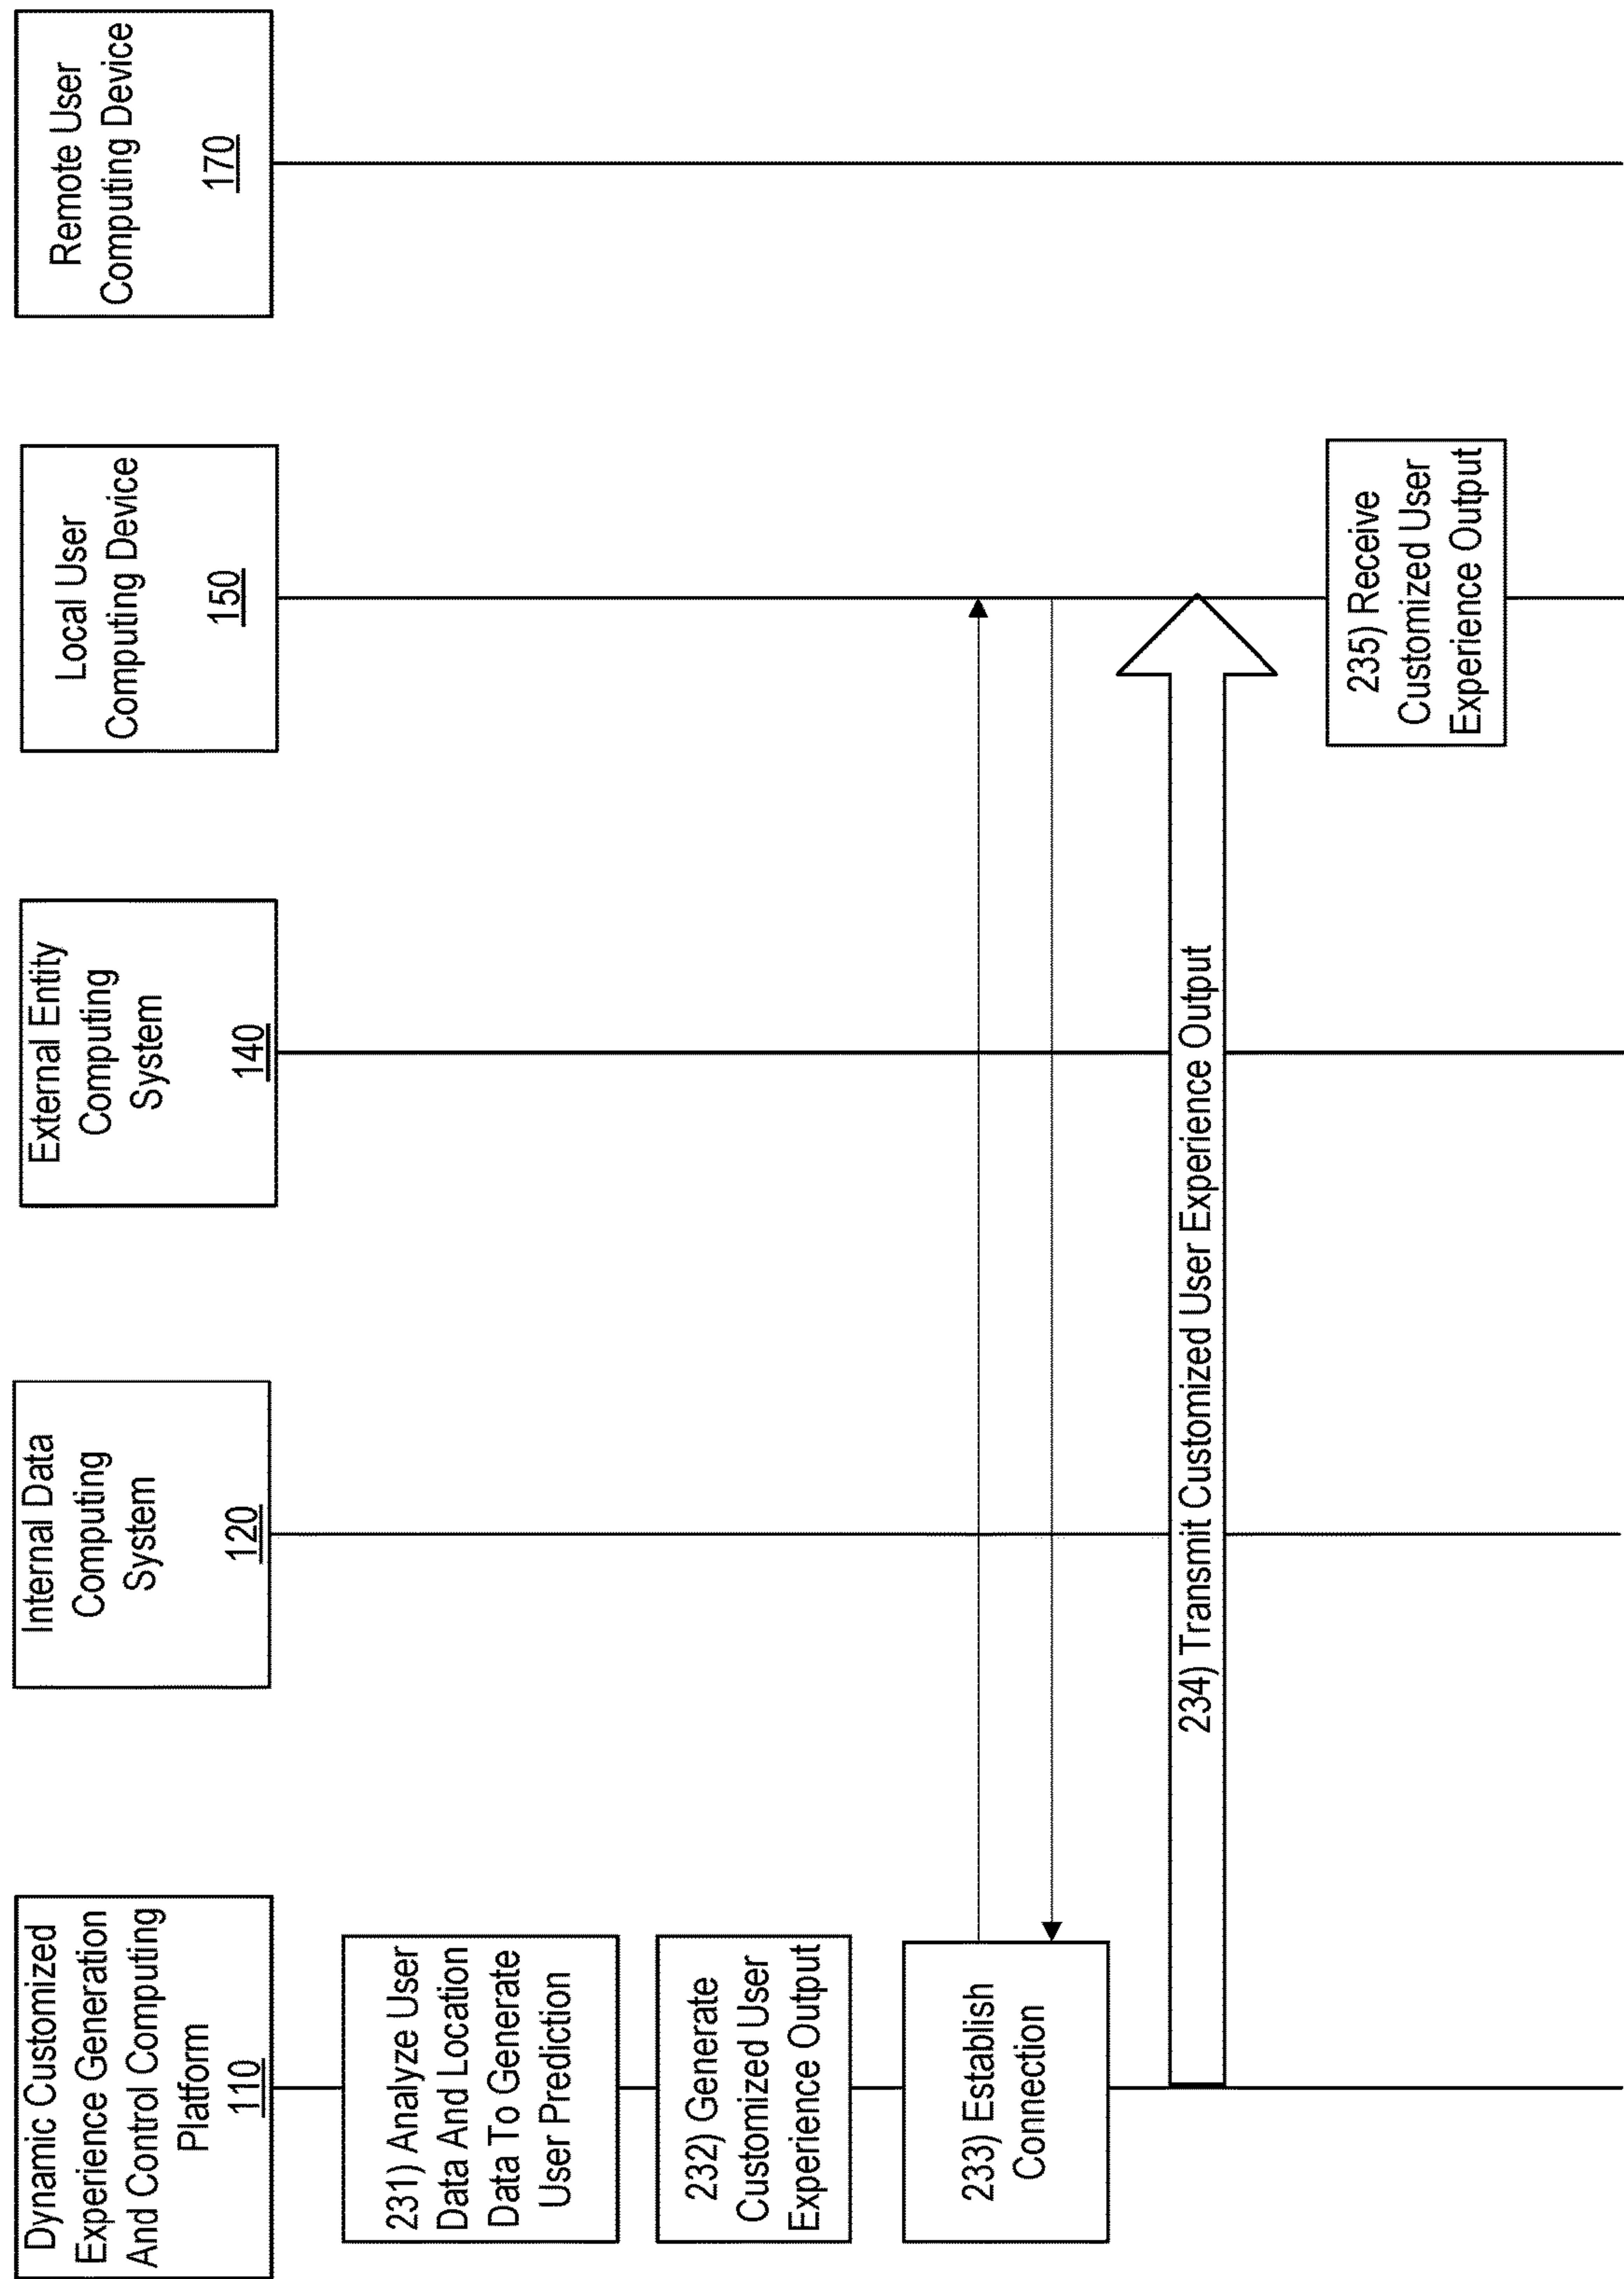 Dynamic Customized
Experience Generation
And Control Computing
Platform
110
Internal Data
Computing
System
120
External Entity
Computing
System
140
Local User
Computing Device
150
Remote User
Computing Device
170
231) Analyze User
Data And Location
Data To Generate
User Prediction
232) Generate
Customized User
Experience Output
233) Establish
Connection
234) Transmit Customized User Experience Output
235) Receive
Customized User
Experience Output